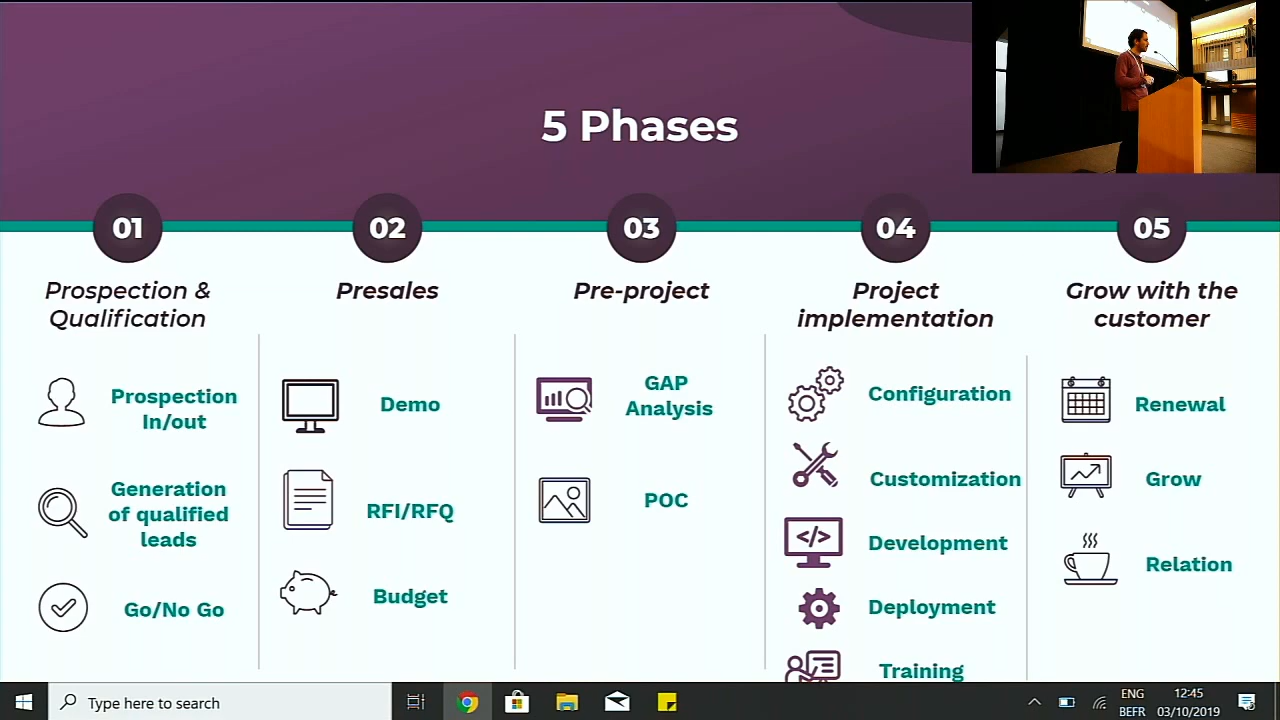 5 Phases
01
02
03
04
05
Prospection &
Qualification
Presales
Pre-project
Project
implementation
Grow with the
customer
Prospection
In/out
Generation
of qualified
leads
Go/No Go
Demo
RFI/RFQ
Budget
GAP
Analysis
POC
Configuration
Customization
</>
Development
Deployment
Training
Renewal
Grow
Relation
Type here to search
ENG
BEFR
12:45
03/10/2019